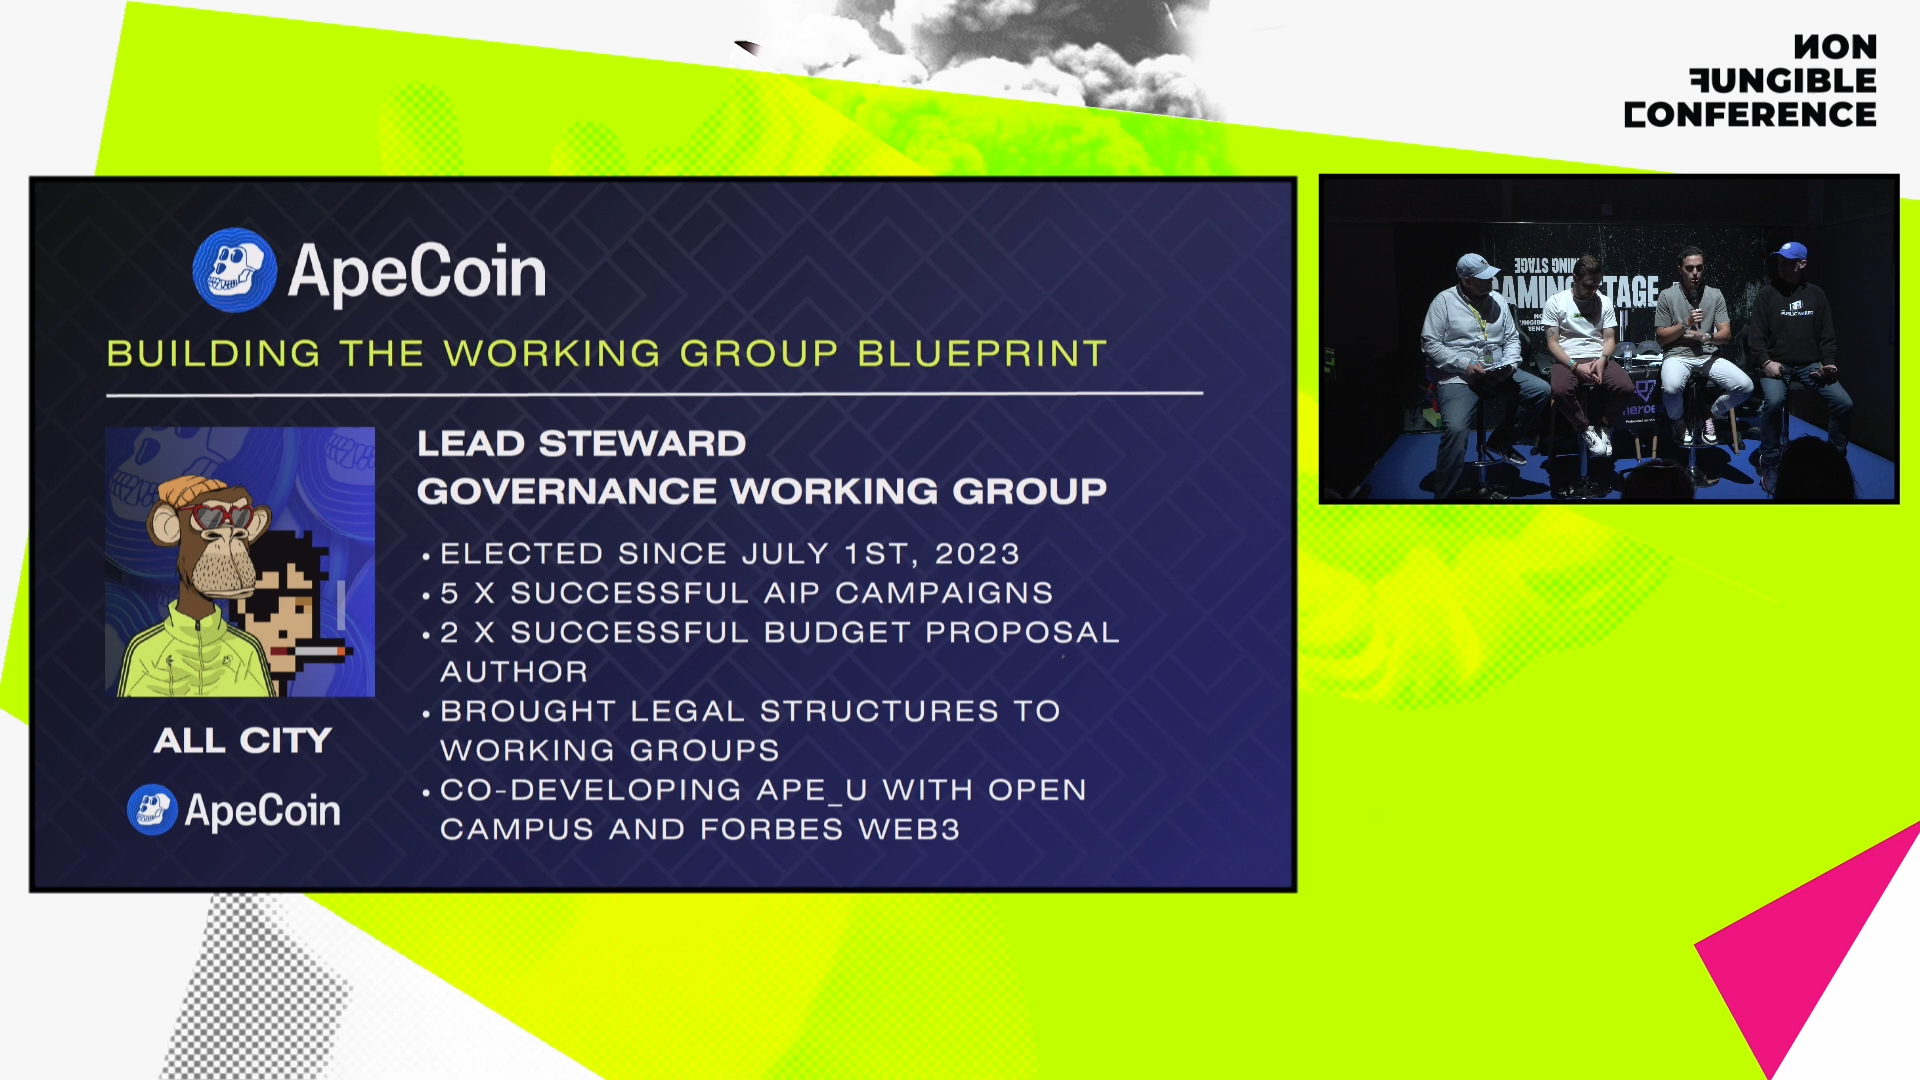 NON
FUNGIBLE
CONFERENCE
ApeCoin
BUILDING THE WORKING GROUP BLUEPRINT
LEAD STEWARD
GOVERNANCE WORKING GROUP
• ELECTED SINCE JULY 1ST, 2023
• 5 X SUCCESSFUL AIP CAMPAIGNS
• 2 X SUCCESSFUL BUDGET PROPOSAL
AUTHOR
• BROUGHT LEGAL STRUCTURES TO
WORKING GROUPS
• CO-DEVELOPING APE_U WITH OPEN
CAMPUS AND FORBES WEB3
ALL CITY
ApeCoin
STAGE